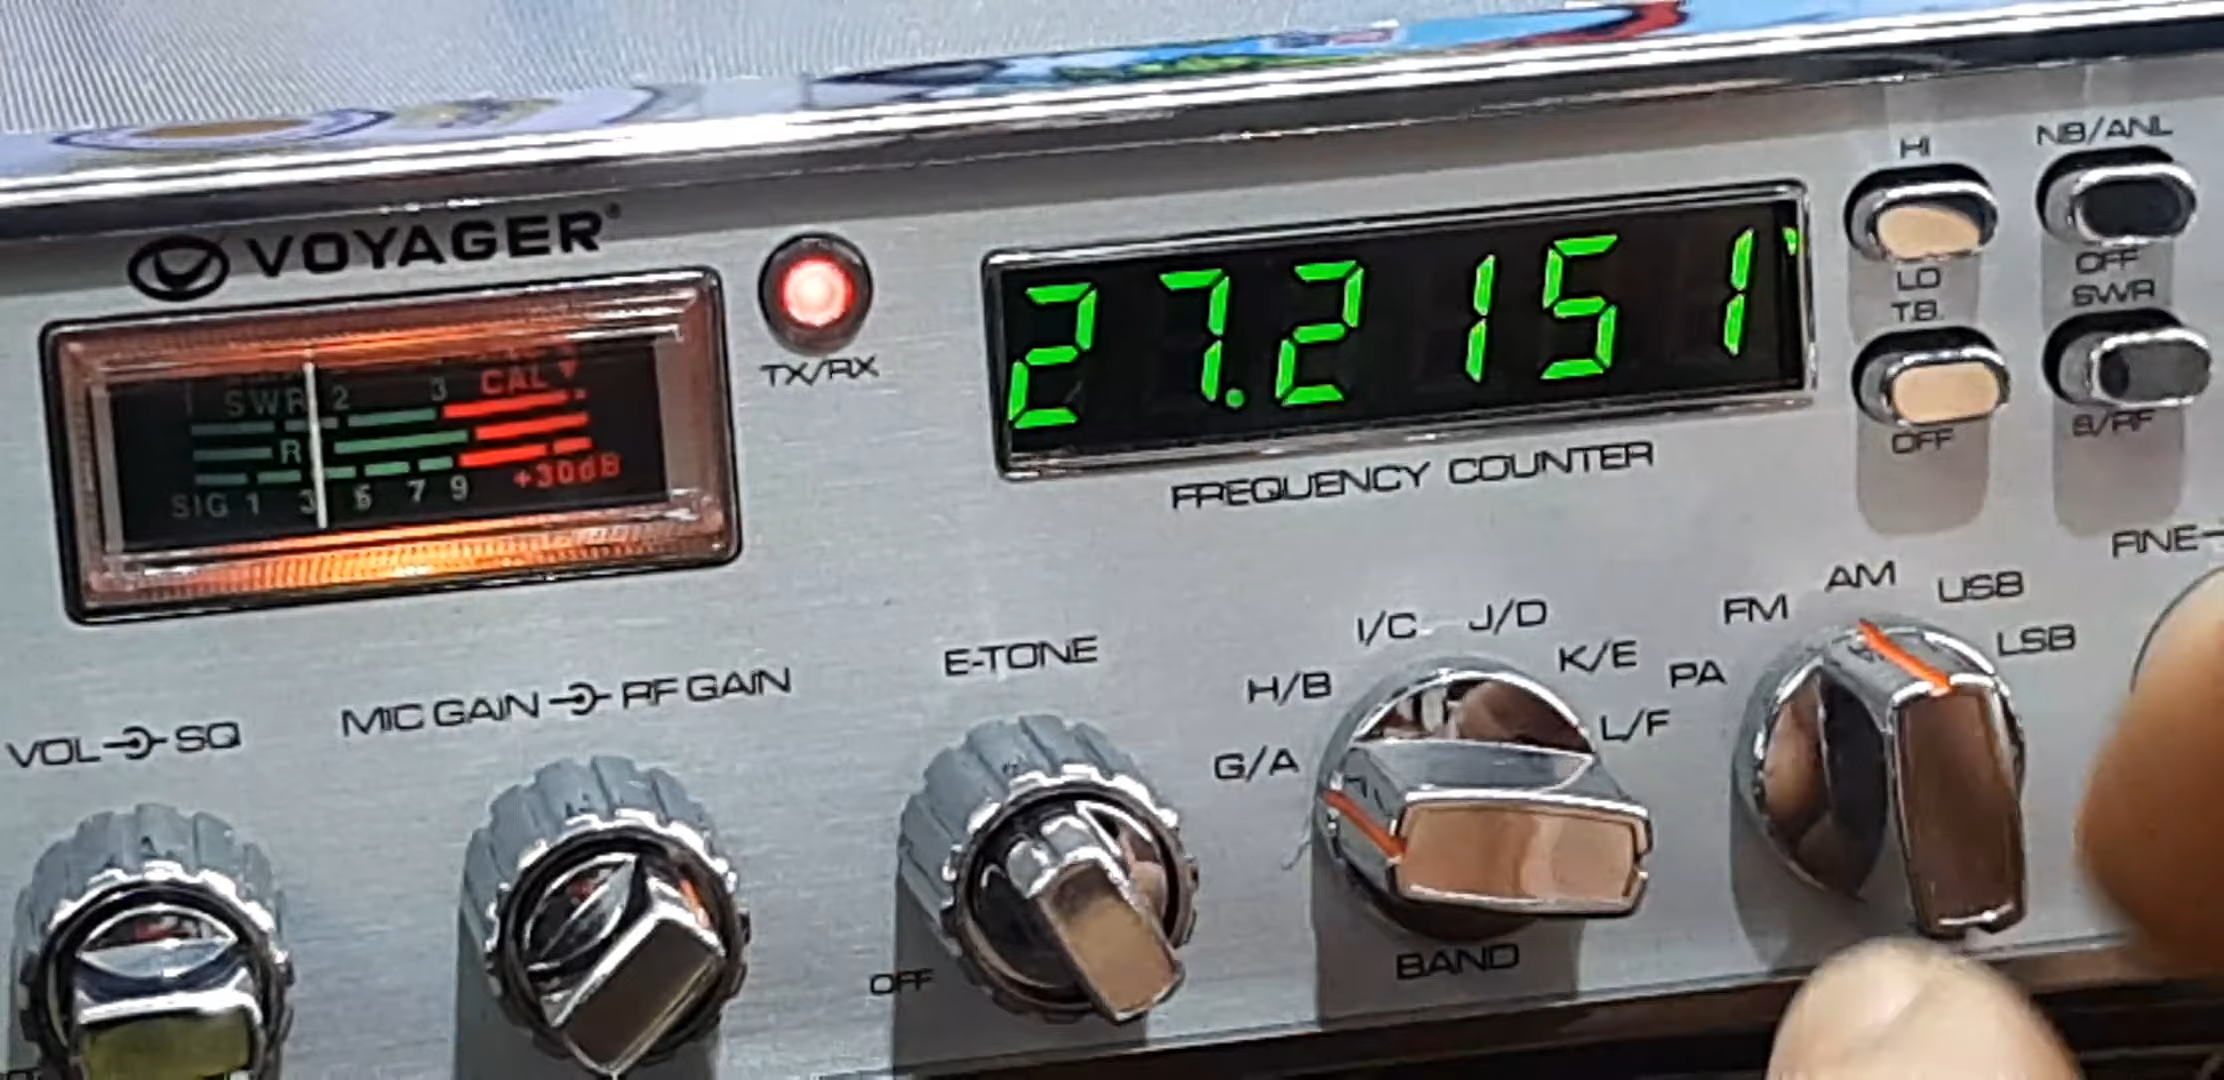 VOYAGER®
TX/RX
27.2151
FREQUENCY COUNTER
HI
LO
T.B.
OFF
NB/ANL
OFF
SWR
S/RF
SWR 2 3 CAL
R
+30dB
SIG 1 3 5 7 9
FINE
VOL SQ
MIC GAIN RF GAIN
E-TONE
OFF
G/A H/B I/C J/D K/E L/F
BAND
PA FM AM USB LSB